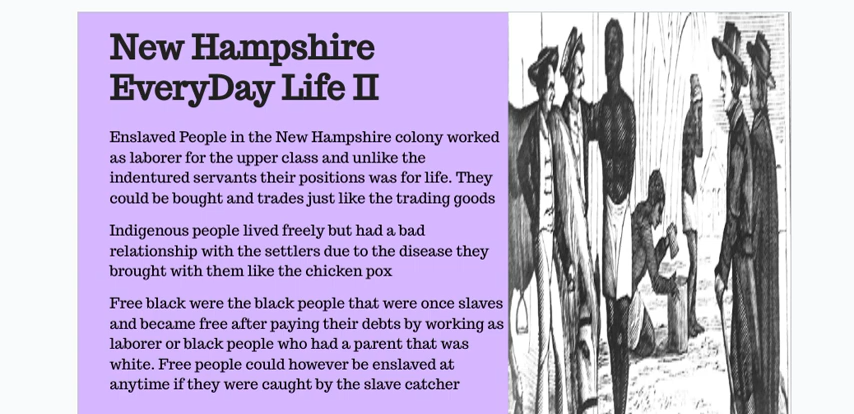 New Hampshire
EveryDay Life II
Enslaved People in the New Hampshire colony worked
as laborer for the upper class and unlike the
indentured servants their positions was for life. They
could be bought and trades just like the trading goods
Indigenous people lived freely but had a bad
relationship with the settlers due to the disease they
brought with them like the chicken pox
Free black were the black people that were once slaves
and became free after paying their debts by working as
laborer or black people who had a parent that was
white. Free people could however be enslaved at
anytime if they were caught by the slave catcher